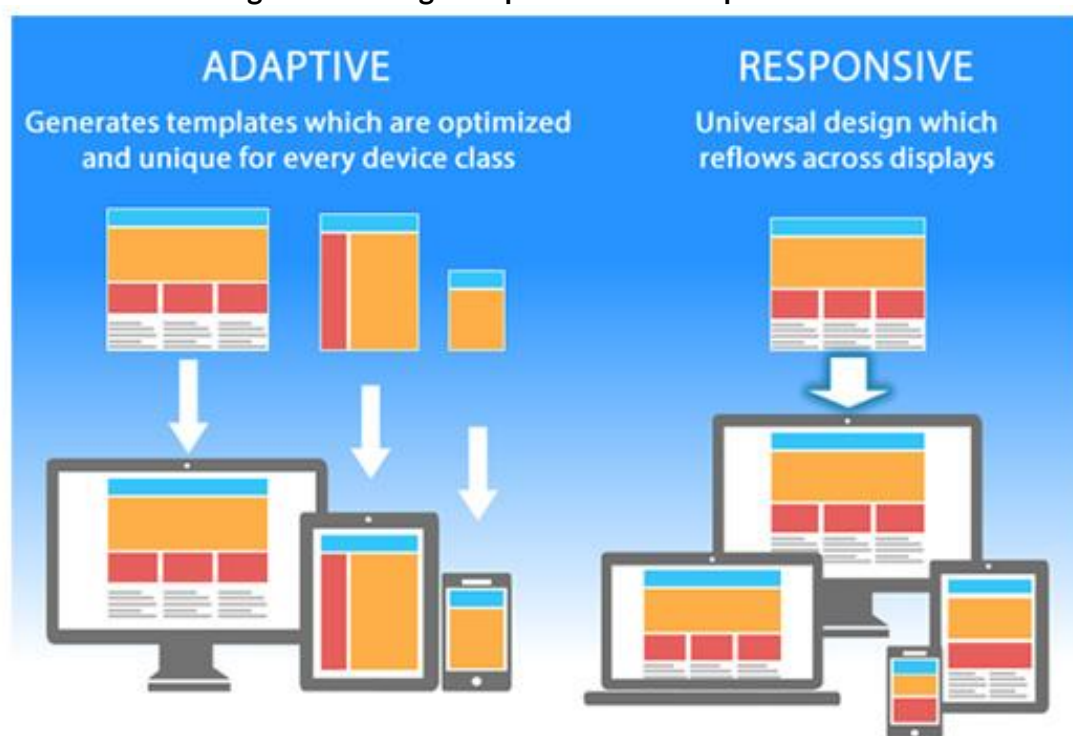 ADAPTIVE
Generates templates which are optimized
and unique for every device class
RESPONSIVE
Universal design which
reflows across displays